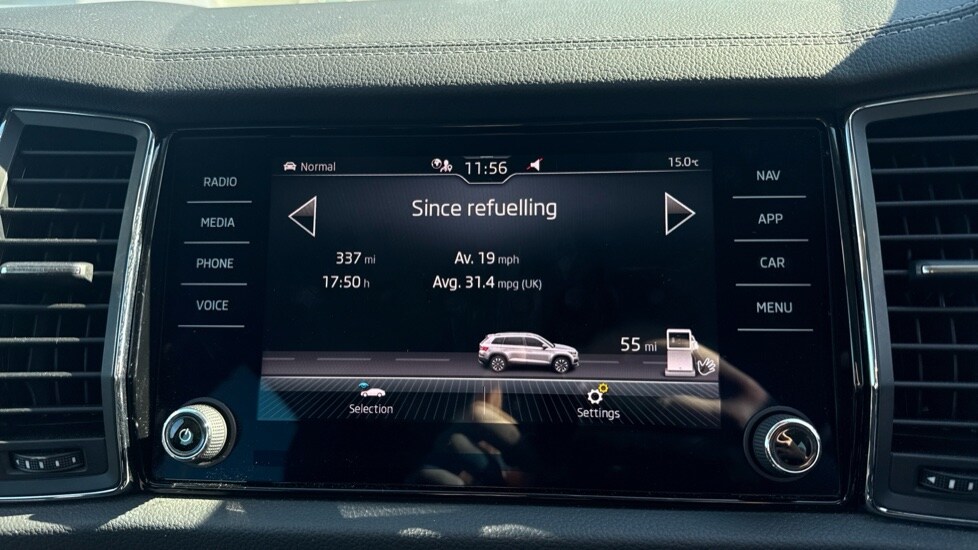 Normal
11:56
15.0°c
RADIO
MEDIA
PHONE
VOICE
Since refuelling
337 mi
Av. 19 mph
17:50 h
Avg. 31.4 mpg (UK)
55 mi
Selection
Settings
NAV
APP
CAR
MENU